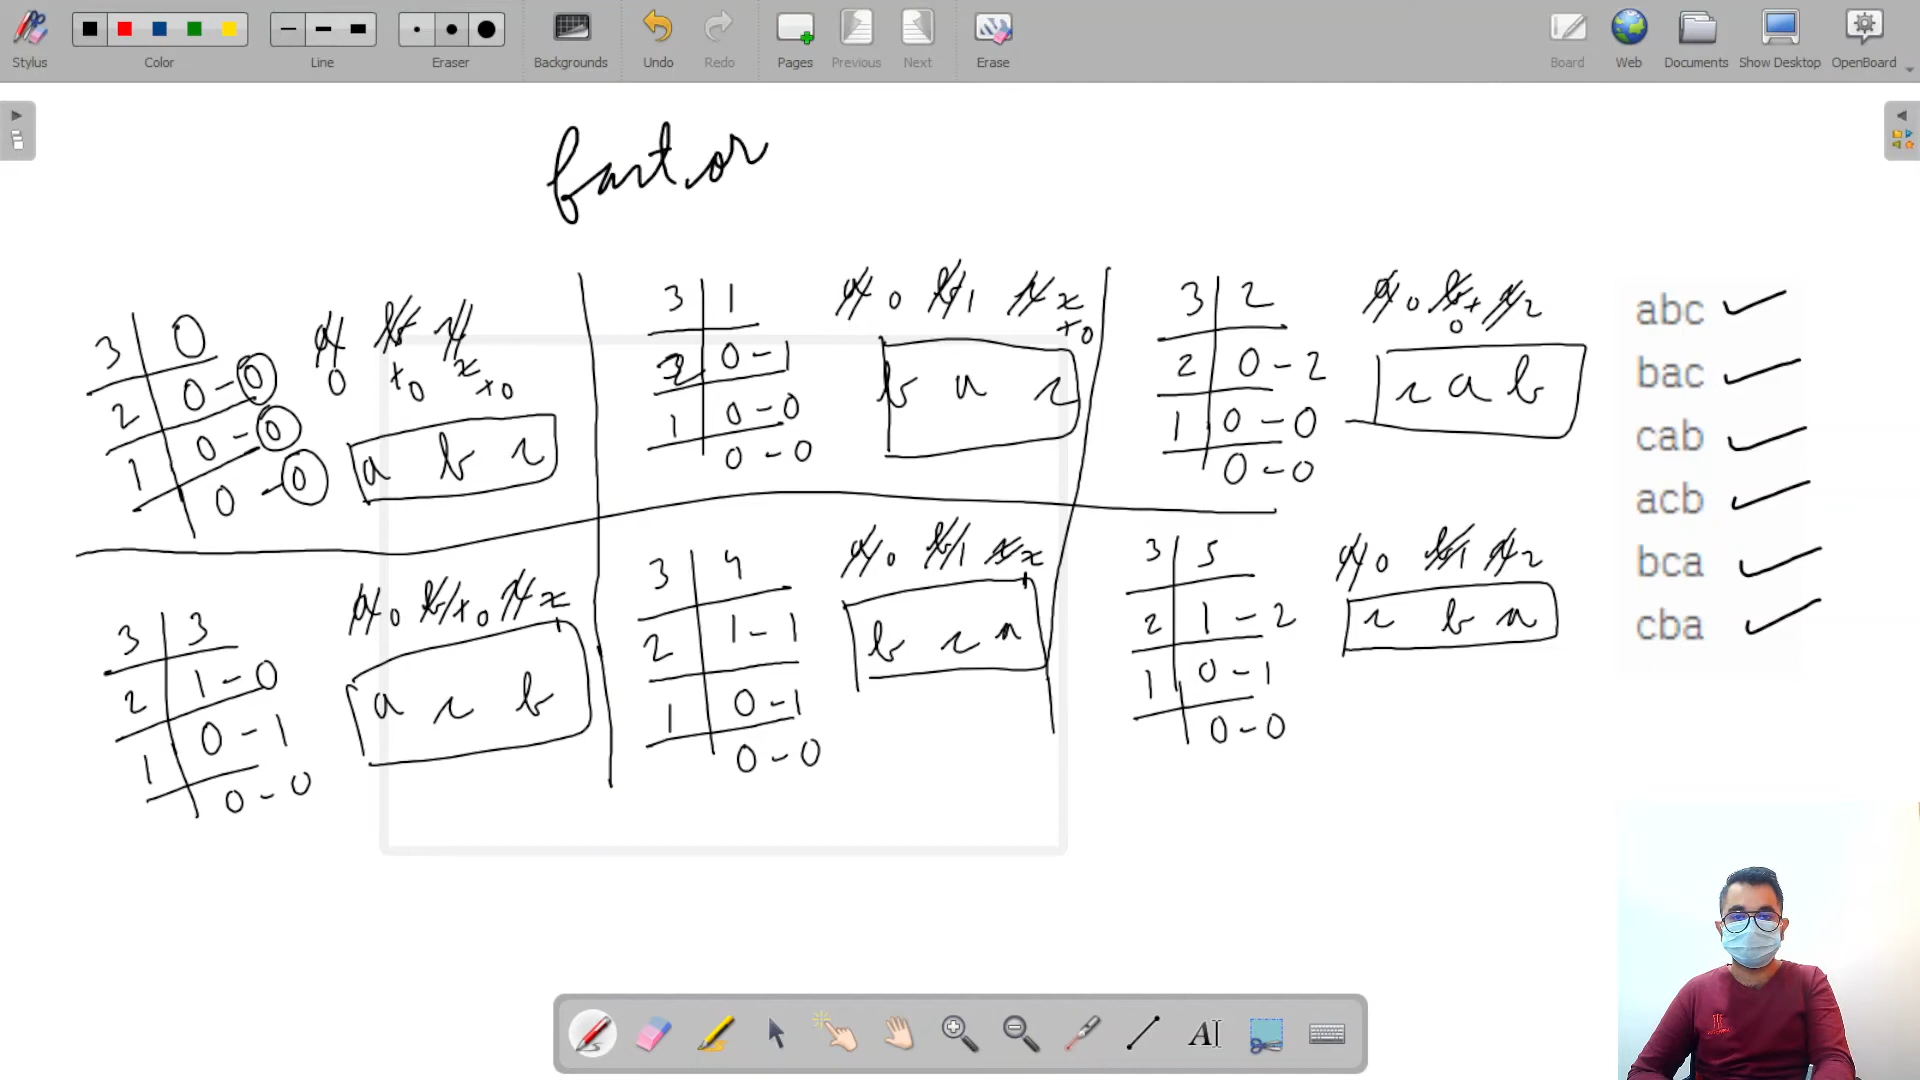 Stylus Color Line Eraser Backgrounds Undo Redo Pages Previous Next Erase Board Web Documents Show Desktop OpenBoard
3 0
2 0 - 0
1 0 - 0
0 - 0
a b c
3 1
2 0 - 1
1 0 - 0
0 - 0
b a c
3 2
2 0 - 2
1 0 - 0
0 - 0
c a b
3 3
2 1 - 0
1 0 - 1
0 - 0
a c b
3 4
2 1 - 1
1 0 - 1
0 - 0
b c a
3 5
2 1 - 2
1 0 - 1
0 - 0
c b a
abc
bac
cab
acb
bca
cba